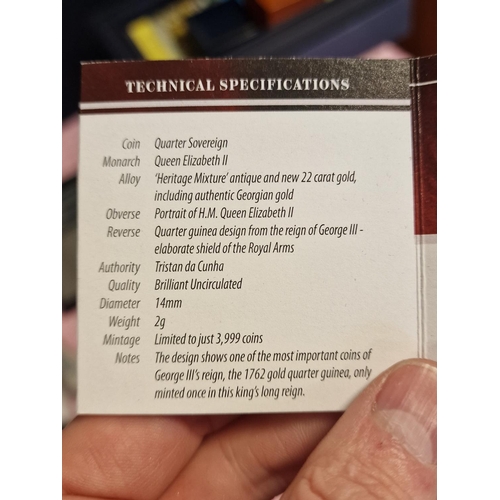 TECHNICAL SPECIFICATIONS
Coin Quarter Sovereign
Monarch Queen Elizabeth II
Alloy 'Heritage Mixture' antique and new 22 carat gold,
including authentic Georgian gold
Obverse Portrait of H.M. Queen Elizabeth II
Reverse Quarter guinea design from the reign of George III -
elaborate shield of the Royal Arms
Authority Tristan da Cunha
Quality Brilliant Uncirculated
Diameter 14mm
Weight 2g
Mintage Limited to just 3,999 coins
Notes The design shows one of the most important coins of
George III's reign, the 1762 gold quarter guinea, only
minted once in this king's long reign.